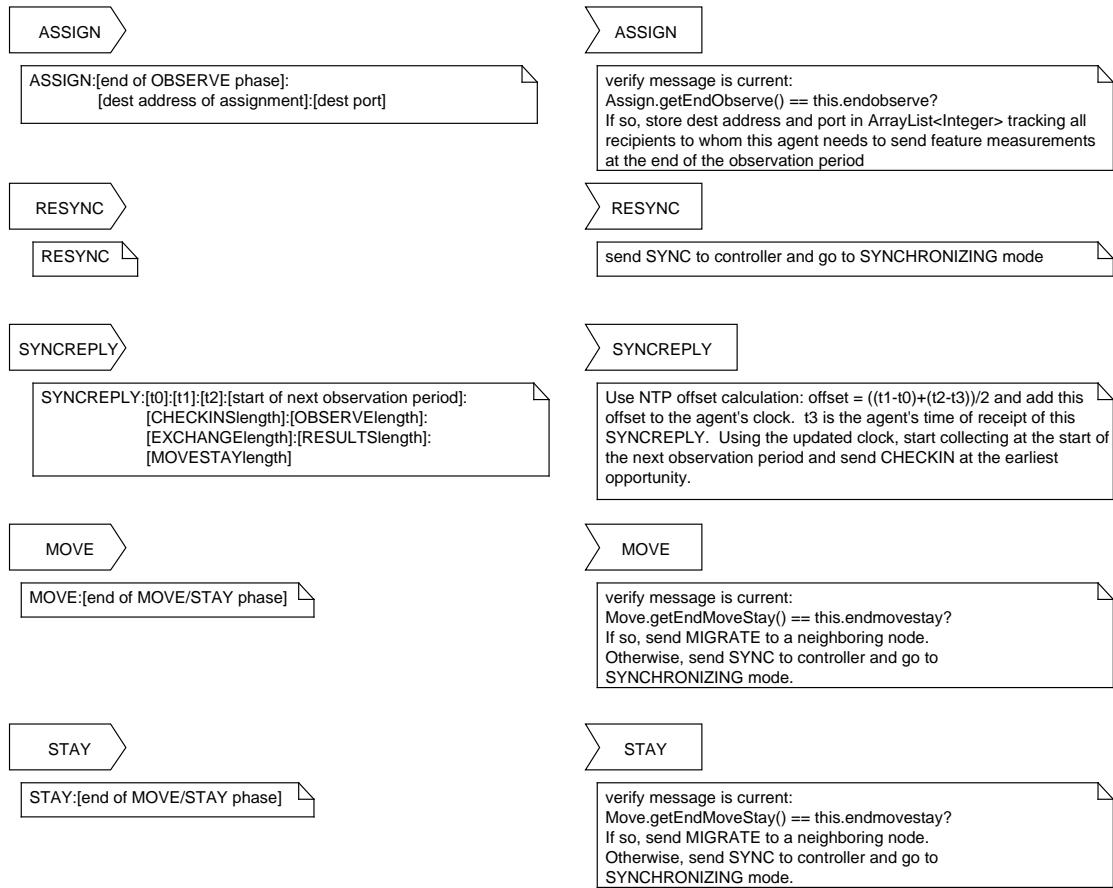 ASSIGN
ASSIGN
ASSIGN:[end of OBSERVE phase]:
[dest address of assignment]:[dest port]
verify message is current:
Assign.getEndObserve() == this.endobserve?
If so, store dest address and port in ArrayList<Integer> tracking all
recipients to whom this agent needs to send feature measurements
at the end of the observation period
RESYNC
RESYNC
RESYNC
send SYNC to controller and go to SYNCHRONIZING mode
SYNCREPLY
SYNCREPLY
SYNCREPLY:[t0]:[t1]:[t2]:[start of next observation period]:
[CHECKINSlength]:[OBSERVElength]:
[EXCHANGElength]:[RESULTSlength]:
[MOVESTAYlength]
Use NTP offset calculation: offset = ((t1-t0)+(t2-t3))/2 and add this
offset to the agent's clock.  t3 is the agent's time of receipt of this
SYNCREPLY.  Using the updated clock, start collecting at the start of
the next observation period and send CHECKIN at the earliest
opportunity.
MOVE
MOVE
MOVE:[end of MOVE/STAY phase]
verify message is current:
Move.getEndMoveStay() == this.endmovestay?
If so, send MIGRATE to a neighboring node.
Otherwise, send SYNC to controller and go to
SYNCHRONIZING mode.
STAY
STAY
STAY:[end of MOVE/STAY phase]
verify message is current:
Move.getEndMoveStay() == this.endmovestay?
If so, send MIGRATE to a neighboring node.
Otherwise, send SYNC to controller and go to
SYNCHRONIZING mode.